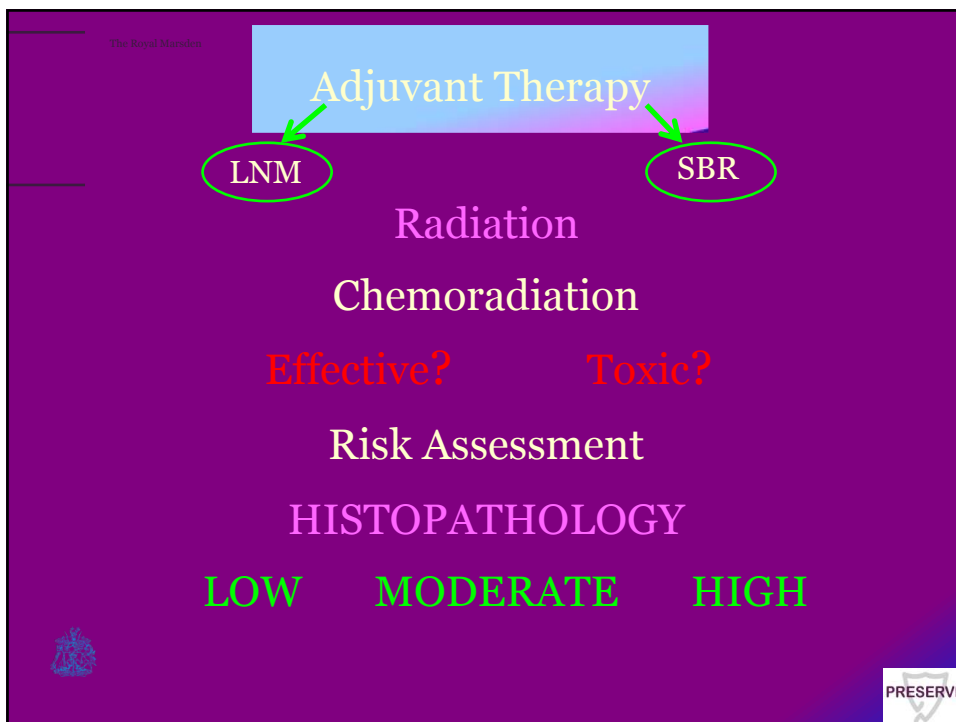 The Royal Marsden
Adjuvant Therapy
LNM SBR
Radiation
Chemoradiation
Effective? Toxic?
Risk Assessment
HISTOPATHOLOGY
LOW MODERATE HIGH
PRESERV